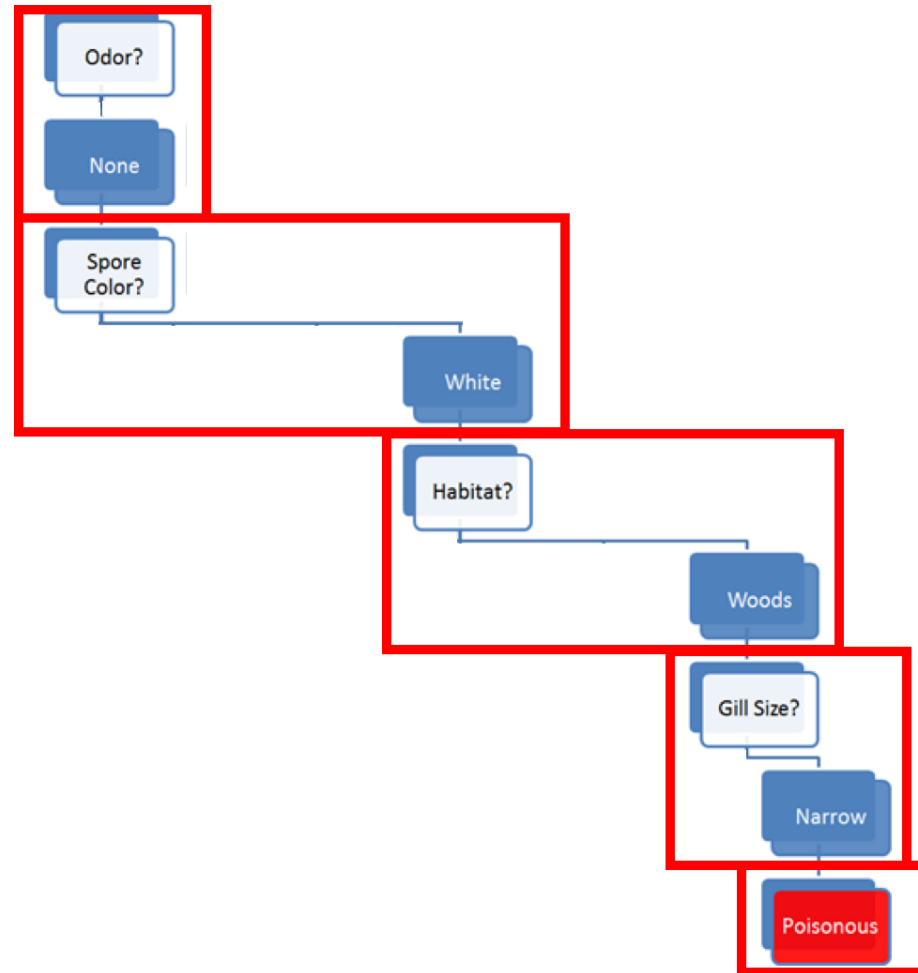 Odor?
None
Spore
Color?
White
Habitat?
Woods
Gill Size?
Narrow
Poisonous